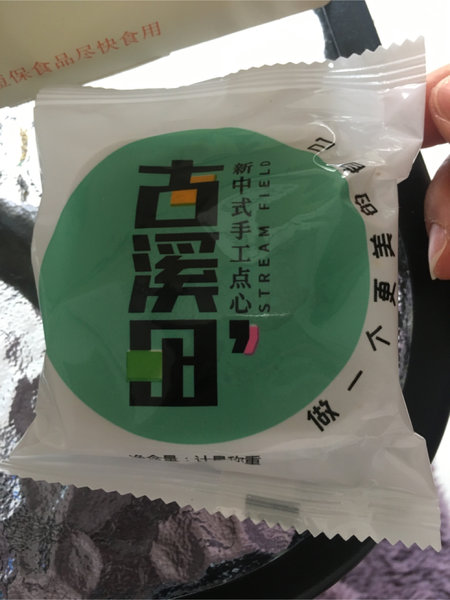 短保食品尽快食用
古溪田
新中式手工点心
STREAM FIELD
做一个更美的
净含量:计量称重